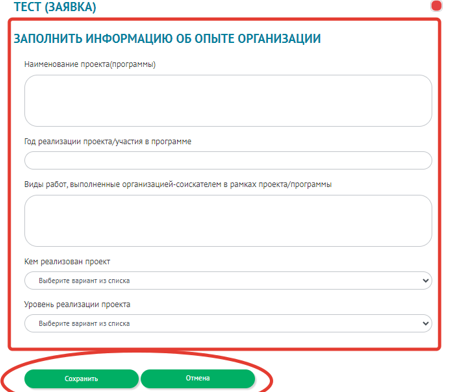 ТЕСТ (ЗАЯВКА)
ЗАПОЛНИТЬ ИНФОРМАЦИЮ ОБ ОПЫТЕ ОРГАНИЗАЦИИ
Наименование проекта(программы)
Год реализации проекта/участия в программе
Виды работ, выполненные организацией-соискателем в рамках проекта/программы
Кем реализован проект
Выберите вариант из списка
Уровень реализации проекта
Выберите вариант из списка
Сохранить Отмена